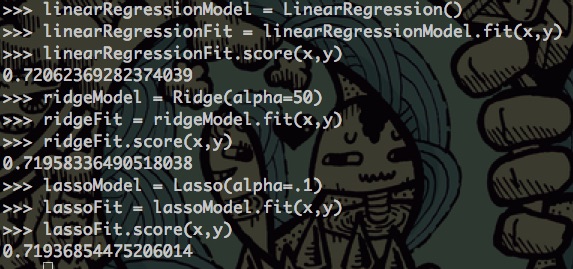 >>> linearRegressionModel = LinearRegression()
>>> linearRegressionFit = linearRegressionModel.fit(x,y)
>>> linearRegressionFit.score(x,y)
0.72062369282374039
>>> ridgeModel = Ridge(alpha=50)
>>> ridgeFit = ridgeModel.fit(x,y)
>>> ridgeFit.score(x,y)
0.71958336490518038
>>> lassoModel = Lasso(alpha=.1)
>>> lassoFit = lassoModel.fit(x,y)
>>> lassoFit.score(x,y)
0.71936854475206014